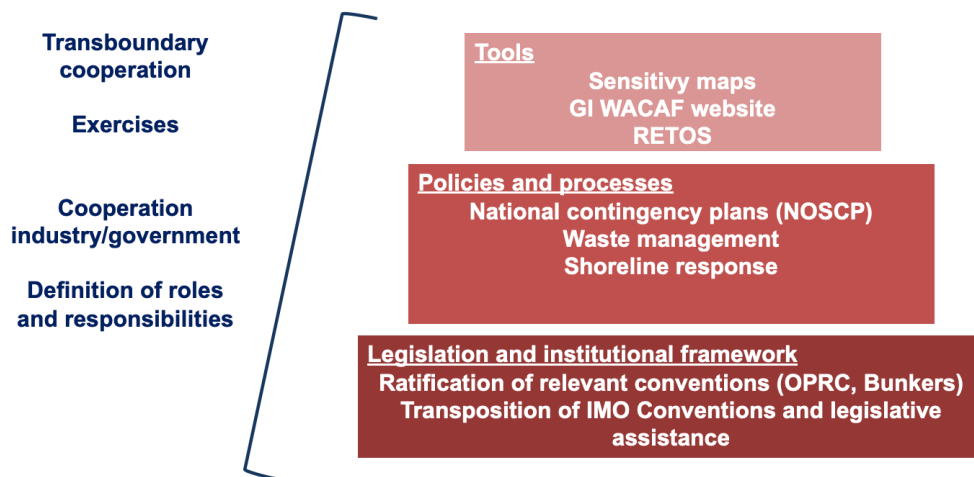 Transboundary
cooperation
Exercises
Cooperation
industry/government
Definition of roles
and responsibilities
Tools
Sensitivy maps
GI WACAF website
RETOS
Policies and processes
National contingency plans (NOSCP)
Waste management
Shoreline response
Legislation and institutional framework
Ratification of relevant conventions (OPRC, Bunkers)
Transposition of IMO Conventions and legislative
assistance